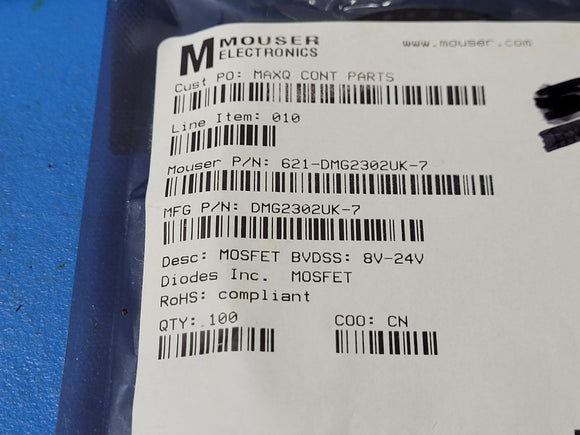 M MOUSER
ELECTRONICS
www.mouser.com
Cust PO: MAXQ CONT PARTS
Line Item: 010
Mouser P/N: 621-DMG2302UK-7
MFG P/N: DMG2302UK-7
Desc: MOSFET BVDSS: 8V-24V
Diodes Inc. MOSFET
RoHS: compliant
QTY: 100
COO: CN